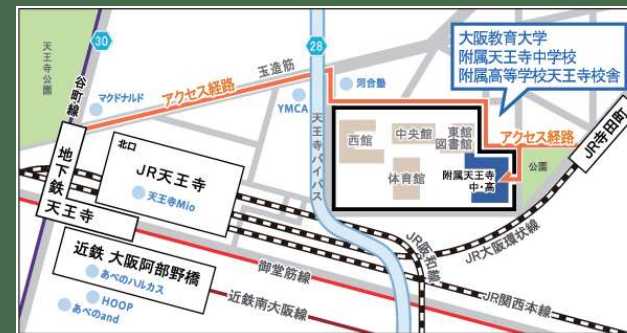 大阪教育大学
附属天王寺中学校
附属高等学校天王寺校舎
天王寺公園
30
28
谷町線
玉造筋
アクセス経路
マクドナルド
YMCA
河合塾
天王寺バイパス
西館
中央館
東館
図書館
体育館
附属天王寺
中・高
アクセス経路
公園
JR寺田町
地下鉄
天王寺
北口
JR天王寺
天王寺Mio
近鉄 大阪阿部野橋
あべのハルカス
HOOP
あべのand
御堂筋線
近鉄南大阪線
JR阪和線
JR大阪環状線
JR関西本線